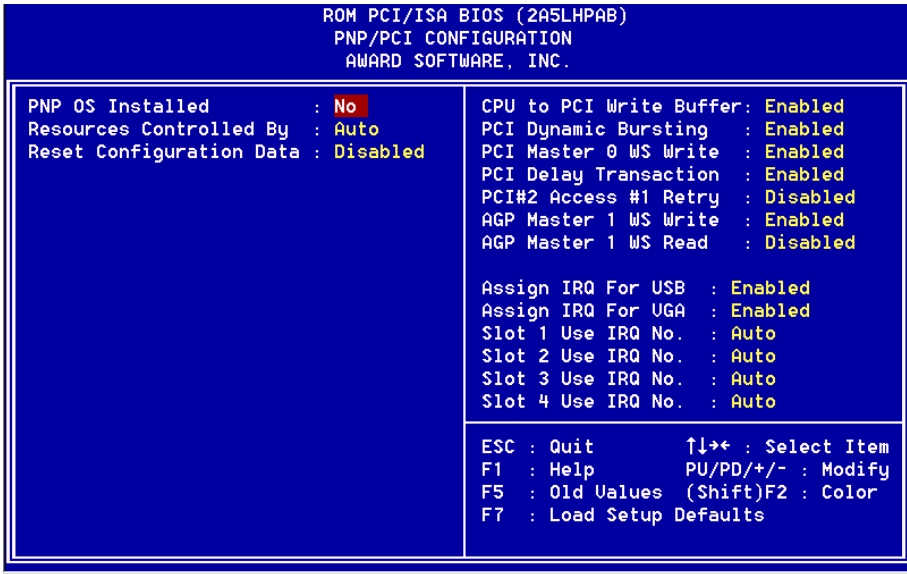 ROM PCI/ISA BIOS (2A5LHPAB)
PNP/PCI CONFIGURATION
AWARD SOFTWARE, INC.
PNP OS Installed : No
Resources Controlled By : Auto
Reset Configuration Data : Disabled
CPU to PCI Write Buffer: Enabled
PCI Dynamic Bursting : Enabled
PCI Master 0 WS Write : Enabled
PCI Delay Transaction : Enabled
PCI#2 Access #1 Retry : Disabled
AGP Master 1 WS Write : Enabled
AGP Master 1 WS Read : Disabled
Assign IRQ For USB : Enabled
Assign IRQ For VGA : Enabled
Slot 1 Use IRQ No. : Auto
Slot 2 Use IRQ No. : Auto
Slot 3 Use IRQ No. : Auto
Slot 4 Use IRQ No. : Auto
ESC : Quit ↑↓→← : Select Item
F1 : Help PU/PD/+/- : Modify
F5 : Old Values (Shift)F2 : Color
F7 : Load Setup Defaults